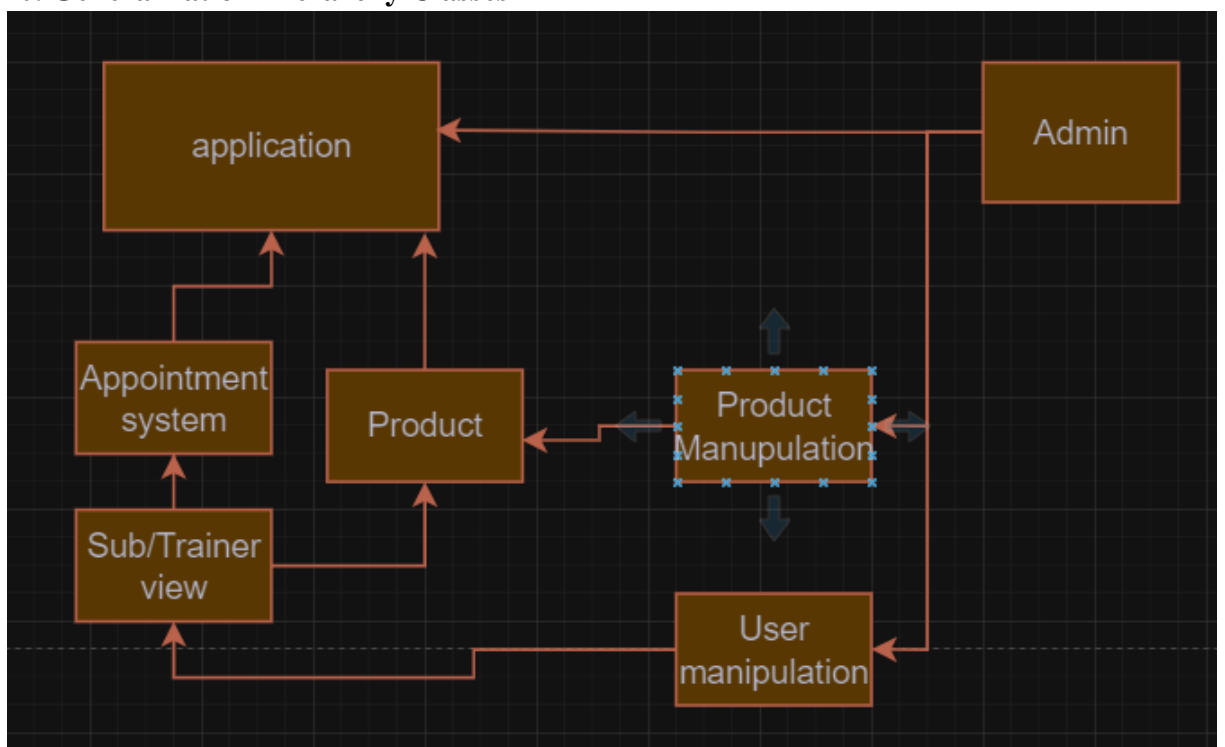 application
Admin
Appointment
system
Product
Product
Manupulation
Sub/Trainer
view
User
manipulation